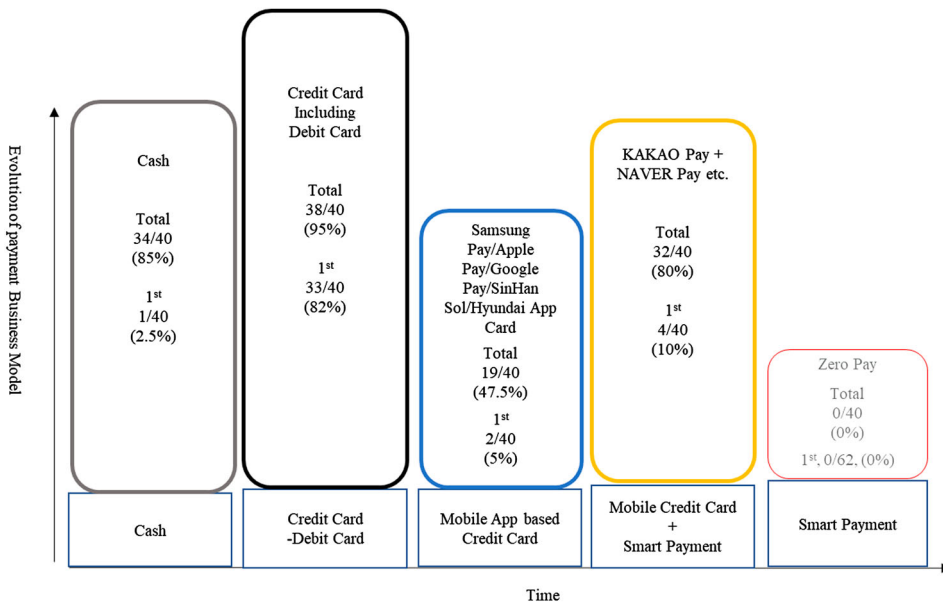 Evolution of payment Business Model
Cash
Total
34/40
(85%)
1st
1/40
(2.5%)
Cash
Credit Card
Including
Debit Card
Total
38/40
(95%)
1st
33/40
(82%)
Credit Card
-Debit Card
Samsung
Pay/Apple
Pay/Google
Pay/SinHan
Sol/Hyundai App
Card
Total
19/40
(47.5%)
1st
2/40
(5%)
Mobile App based
Credit Card
KAKAO Pay +
NAVER Pay etc.
Total
32/40
(80%)
1st
4/40
(10%)
Mobile Credit Card
+
Smart Payment
Zero Pay
Total
0/40
(0%)
1st, 0/62, (0%)
Smart Payment
Time